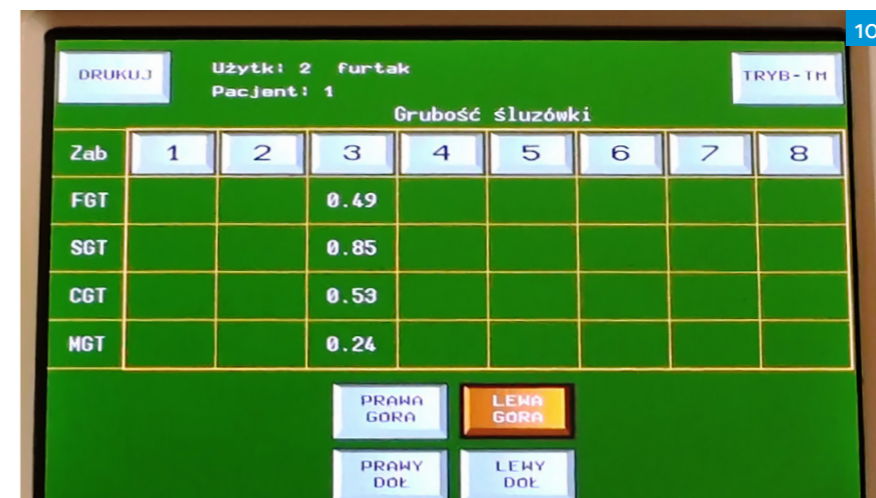 10
DRUKUJ
Użytk: 2 furtak
TRYB-TM
Pacjent: 1
Grubość śluzówki
Ząb 1 2 3 4 5 6 7 8
FGT 0.49
SGT 0.85
CGT 0.53
MGT 0.24
PRAWA GORA
LEWA GORA
PRAWY DOŁ
LEWY DOŁ